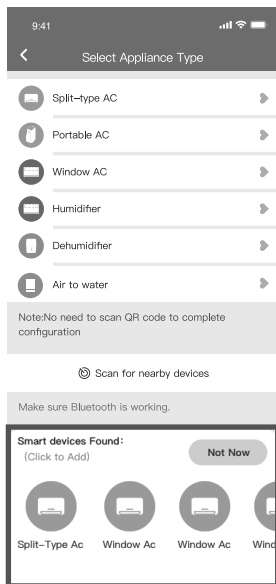 9:41
Select Appliance Type
Split-type AC
Portable AC
Window AC
Humidifier
Dehumidifier
Air to water
Note:No need to scan QR code to complete
configuration
Scan for nearby devices
Make sure Bluetooth is working.
Smart devices Found:
(Click to Add)
Not Now
Split-Type Ac Window Ac Window Ac Wind